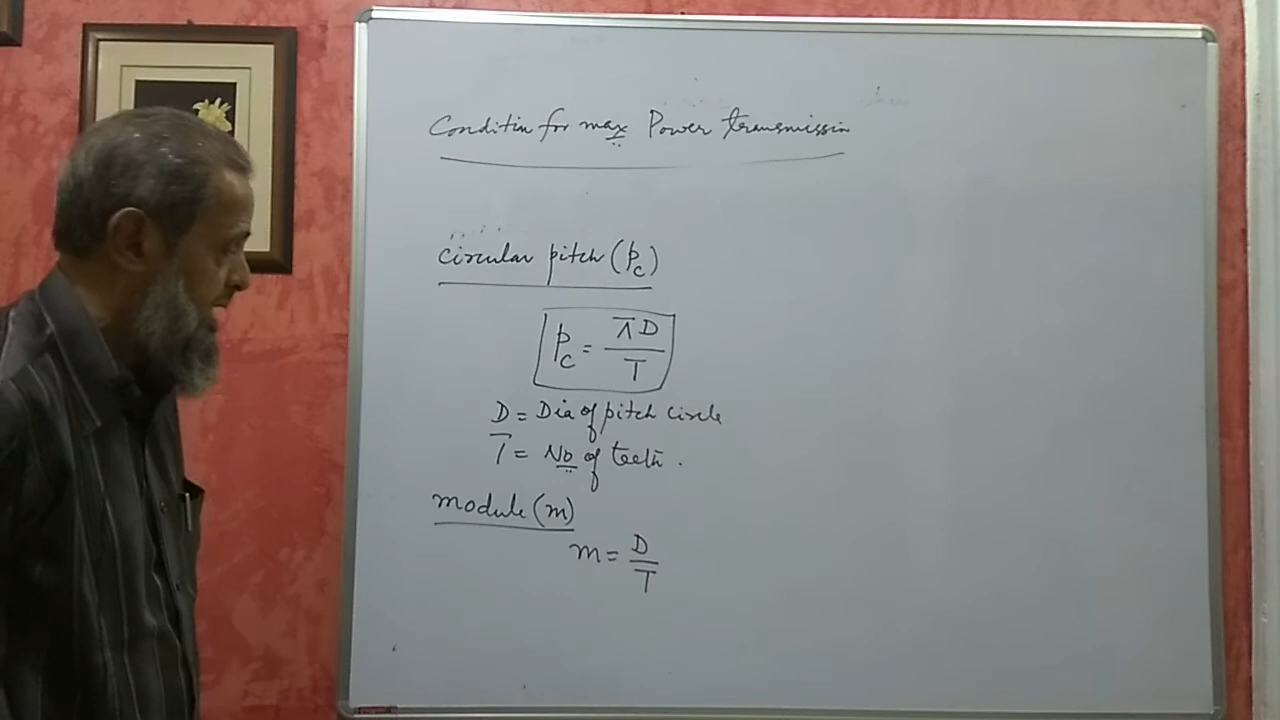 Condition for max Power transmission
circular pitch (Pc)
Pc = πD/T
D = Dia of pitch circle
T = No of teeth.
module (m)
m = D/T